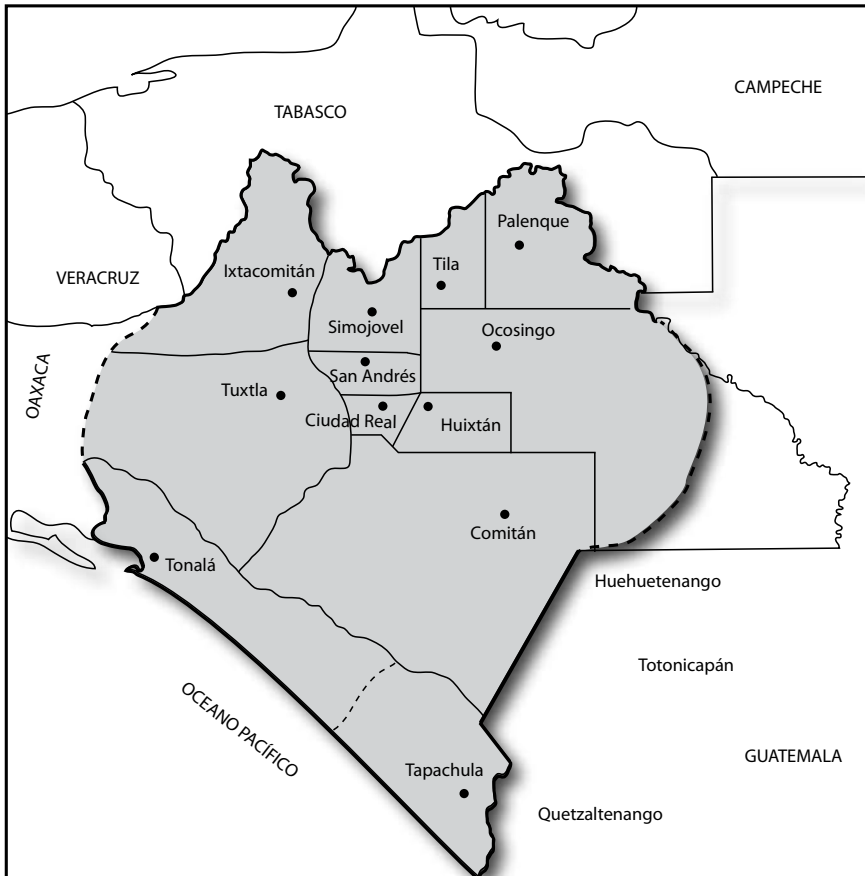 CAMPECHE
TABASCO
Palenque
Ixtacomitán
Tila
VERACRUZ
Simojovel
Ocosingo
San Andrés
OAXACA
Tuxtla
Ciudad Real
Huixtán
Comitán
Tonalá
Huehuetenango
Totonicapán
OCEANO PACÍFICO
GUATEMALA
Tapachula
Quetzaltenango